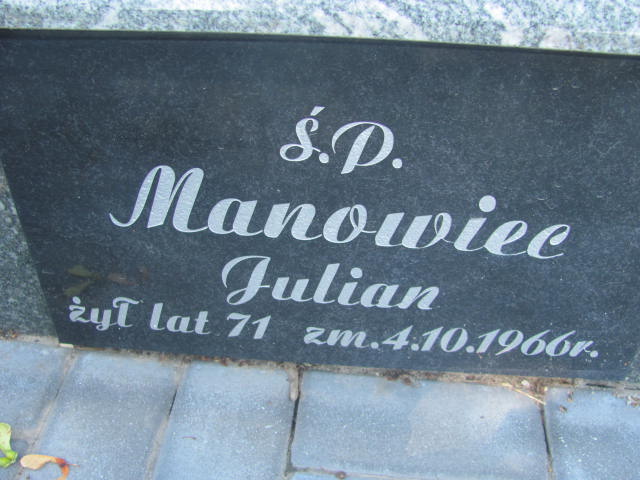 Ś.P.
Manowiec
Julian
żył lat 71 zm.4.10.1966r.